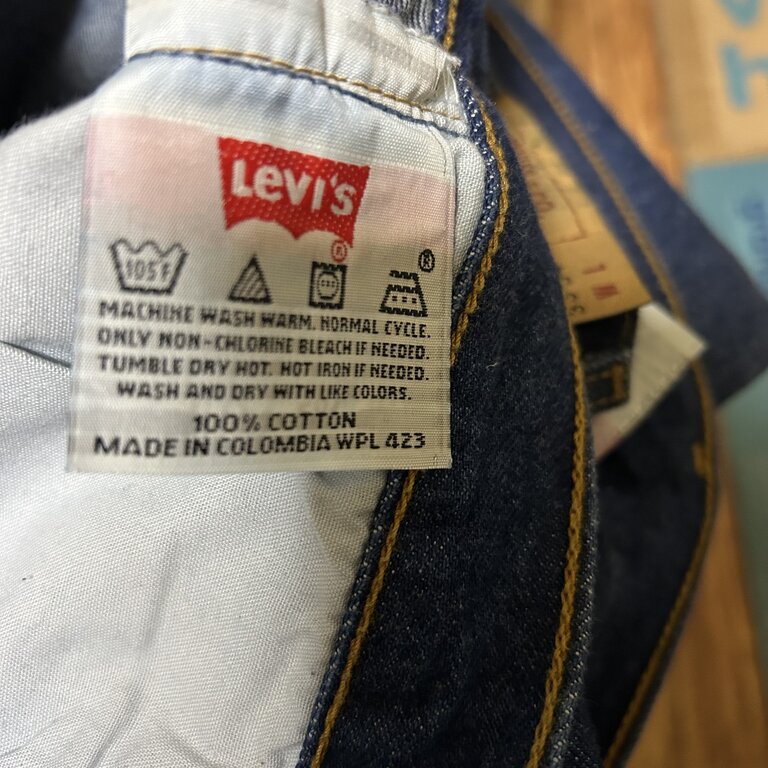 Levi's
®
105F
®
MACHINE WASH WARM. NORMAL CYCLE.
ONLY NON-CHLORINE BLEACH IF NEEDED.
TUMBLE DRY HOT. HOT IRON IF NEEDED.
WASH AND DRY WITH LIKE COLORS.
100% COTTON
MADE IN COLOMBIA WPL 423